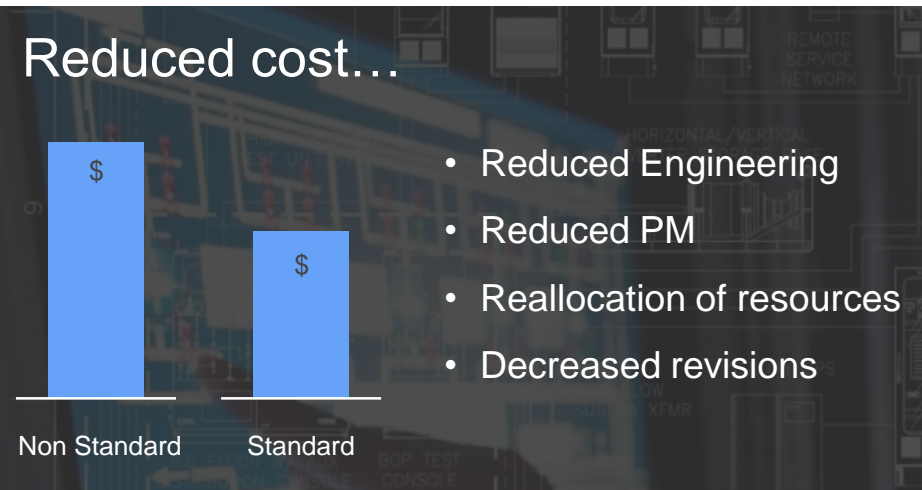 Reduced cost…
$
$
• Reduced Engineering
• Reduced PM
• Reallocation of resources
• Decreased revisions
Non Standard
Standard
REMOTE
SERVICE
NETWORK
HORIZONTAL/VERTICAL
BOP TEST
CONSOLE
XFMR